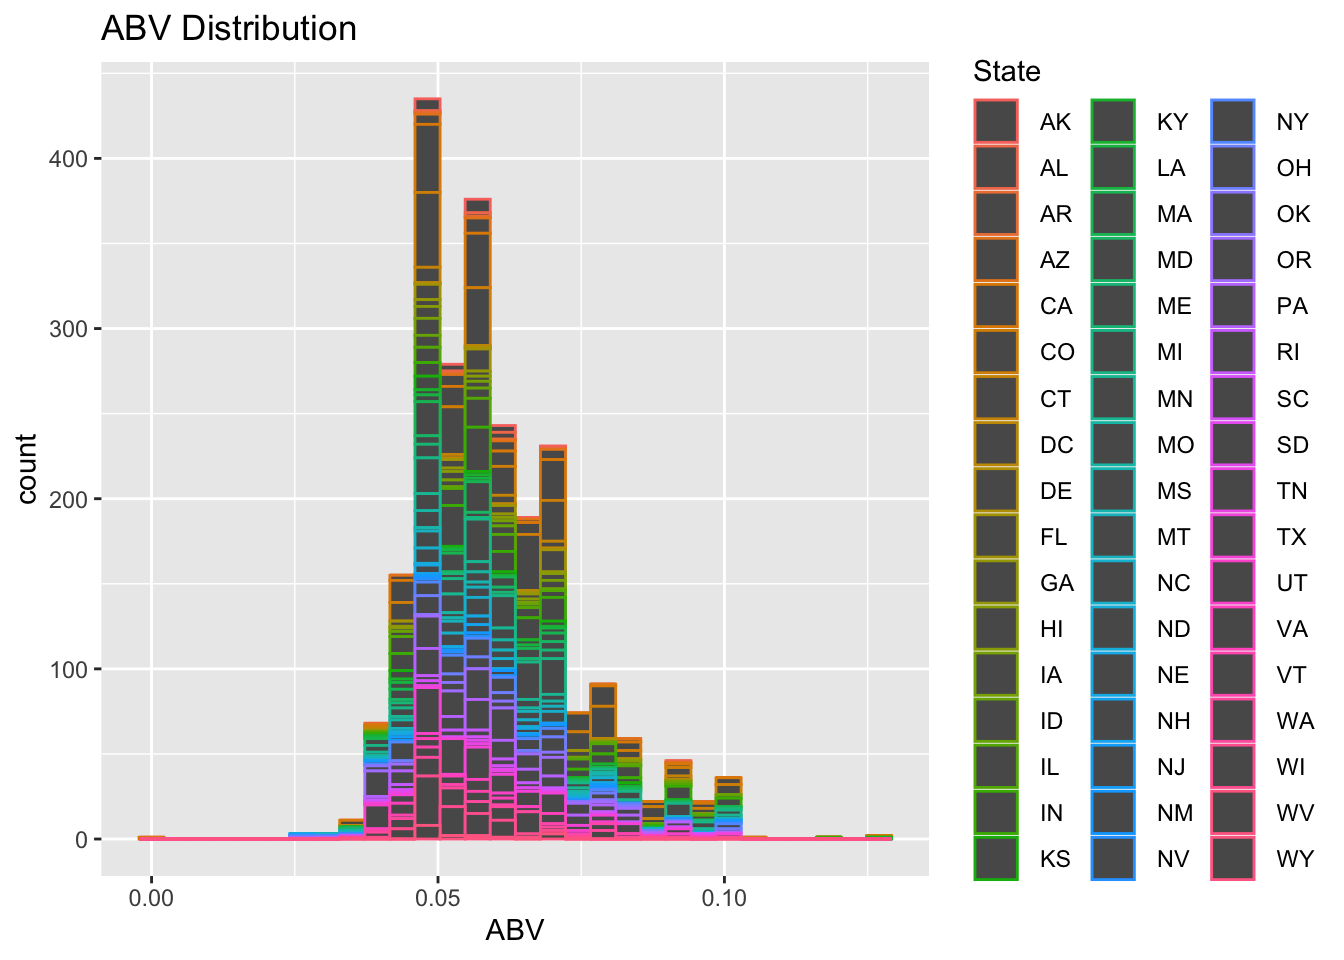 ABV Distribution
count
400
300
200
100
0
0.00
0.05
0.10
ABV
State
AK
AL
AR
AZ
CA
CO
CT
DC
DE
FL
GA
HI
IA
ID
IL
IN
KS
KY
LA
MA
MD
ME
MI
MN
MO
MS
MT
NC
ND
NE
NH
NJ
NM
NV
NY
OH
OK
OR
PA
RI
SC
SD
TN
TX
UT
VA
VT
WA
WI
WV
WY